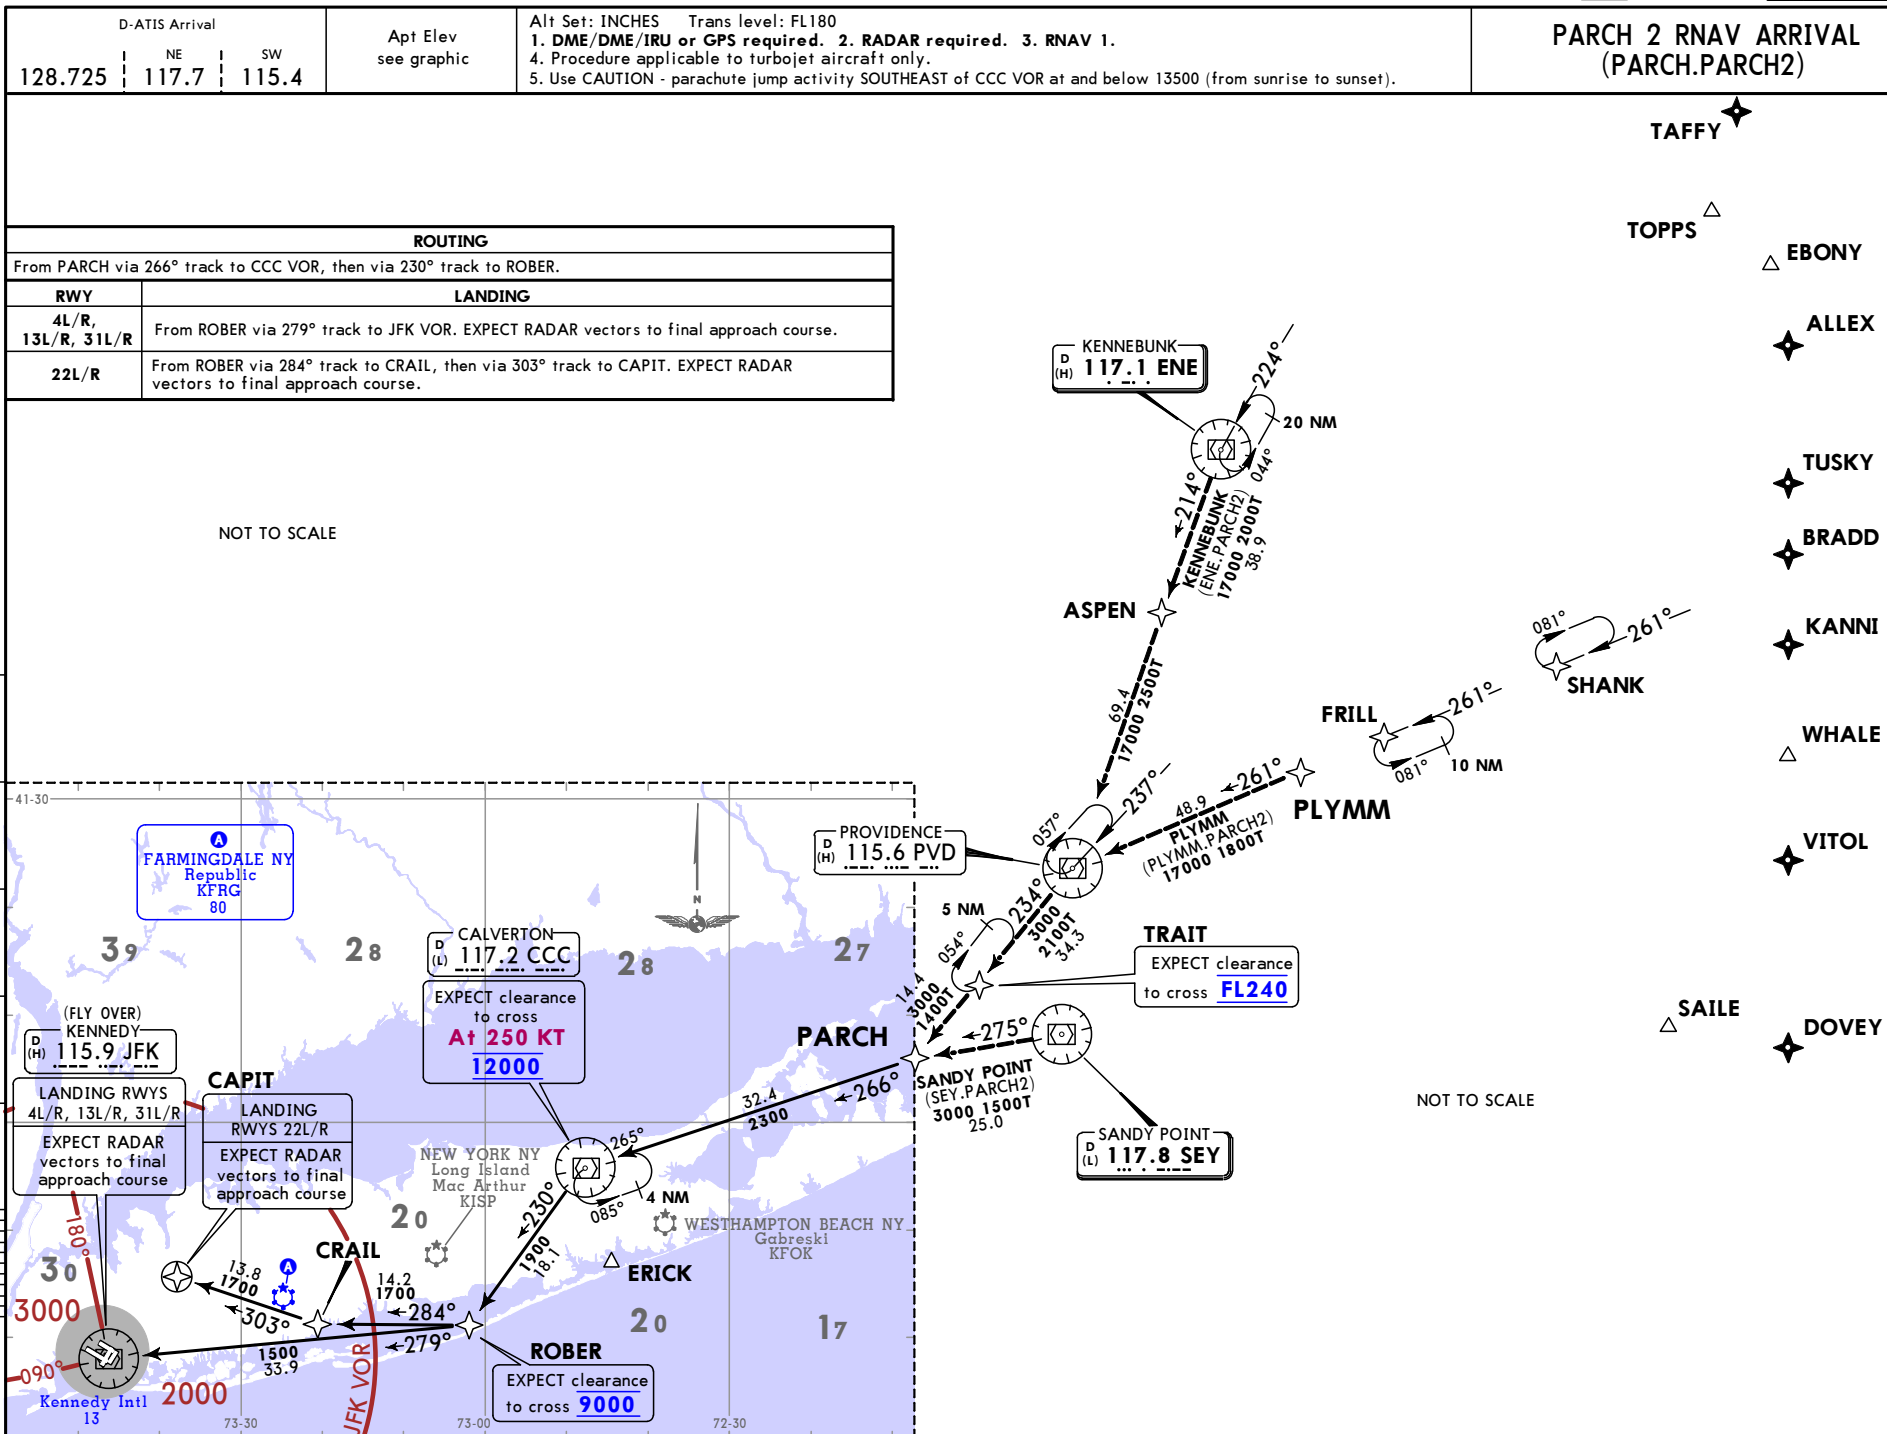 D-ATIS Arrival
128.725
NE
117.7
SW
115.4
Apt Elev
see graphic
Alt Set: INCHES Trans level: FL180
1. DME/DME/IRU or GPS required. 2. RADAR required. 3. RNAV 1.
4. Procedure applicable to turbojet aircraft only.
5. Use CAUTION - parachute jump activity SOUTHEAST of CCC VOR at and below 13500 (from sunrise to sunset).
PARCH 2 RNAV ARRIVAL
(PARCH.PARCH2)
ROUTING
From PARCH via 266° track to CCC VOR, then via 230° track to ROBER.
RWY
LANDING
4L/R,
13L/R, 31L/R
From ROBER via 279° track to JFK VOR. EXPECT RADAR vectors to final approach course.
22L/R
From ROBER via 284° track to CRAIL, then via 303° track to CAPIT. EXPECT RADAR
vectors to final approach course.
NOT TO SCALE
TAFFY
TOPPS
EBONY
ALLEX
TUSKY
BRADD
KANNI
WHALE
VITOL
SAILE
DOVEY
KENNEBUNK
D
(H) 117.1 ENE
224°
20 NM
044°
214°
KENNEBUNK
(ENE.PARCH2)
17000 2000T
38.9
ASPEN
69.4
17000 2500T
081°
261°
SHANK
FRILL
261°
081°
10 NM
261°
PLYMM
48.9
PLYMM
(PLYMM.PARCH2)
17000 1800T
237°
057°
PROVIDENCE
D
(H) 115.6 PVD
234°
3000
2100T
34.3
5 NM
054°
TRAIT
EXPECT clearance
to cross FL240
14.4
3000
1400T
PARCH
275°
SANDY POINT
(SEY.PARCH2)
3000 1500T
25.0
SANDY POINT
D
(L) 117.8 SEY
NOT TO SCALE
41-30
A
FARMINGDALE NY
Republic
KFRG
80
39
28
28
27
N
CALVERTON
D
(L) 117.2 CCC
EXPECT clearance
to cross
At 250 KT
12000
266°
32.4
2300
265°
085°
4 NM
230°
1900
18.1
(FLY OVER)
KENNEDY
D
(H) 115.9 JFK
LANDING RWYS
4L/R, 13L/R, 31L/R
EXPECT RADAR
vectors to final
approach course
CAPIT
LANDING
RWYS 22L/R
EXPECT RADAR
vectors to final
approach course
NEW YORK NY
Long Island
Mac Arthur
KISP
20
WESTHAMPTON BEACH NY
Gabreski
KFOK
ERICK
CRAIL
A
13.8
1700
303°
14.2
1700
284°
279°
1500
33.9
180°
30
3000
090°
2000
Kennedy Intl
13
JFK VOR
20
17
ROBER
EXPECT clearance
to cross 9000
73-30
73-00
72-30